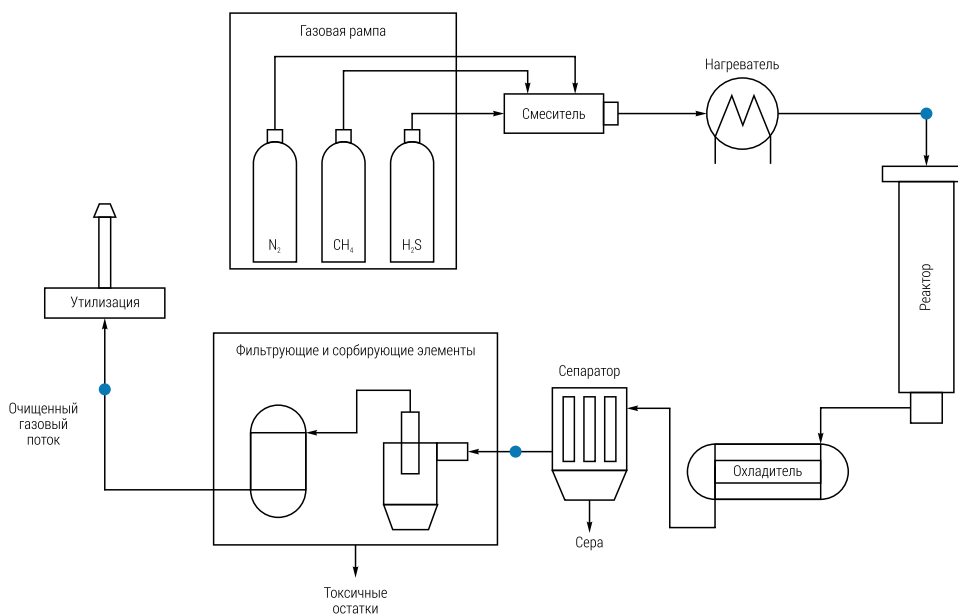 Газовая рампа
Нагреватель
Смеситель
N₂
CH₄
H₂S
Реактор
Утилизация
Фильтрующие и сорбирующие элементы
Сепаратор
Очищенный
газовый
поток
Охладитель
Сера
Токсичные
остатки